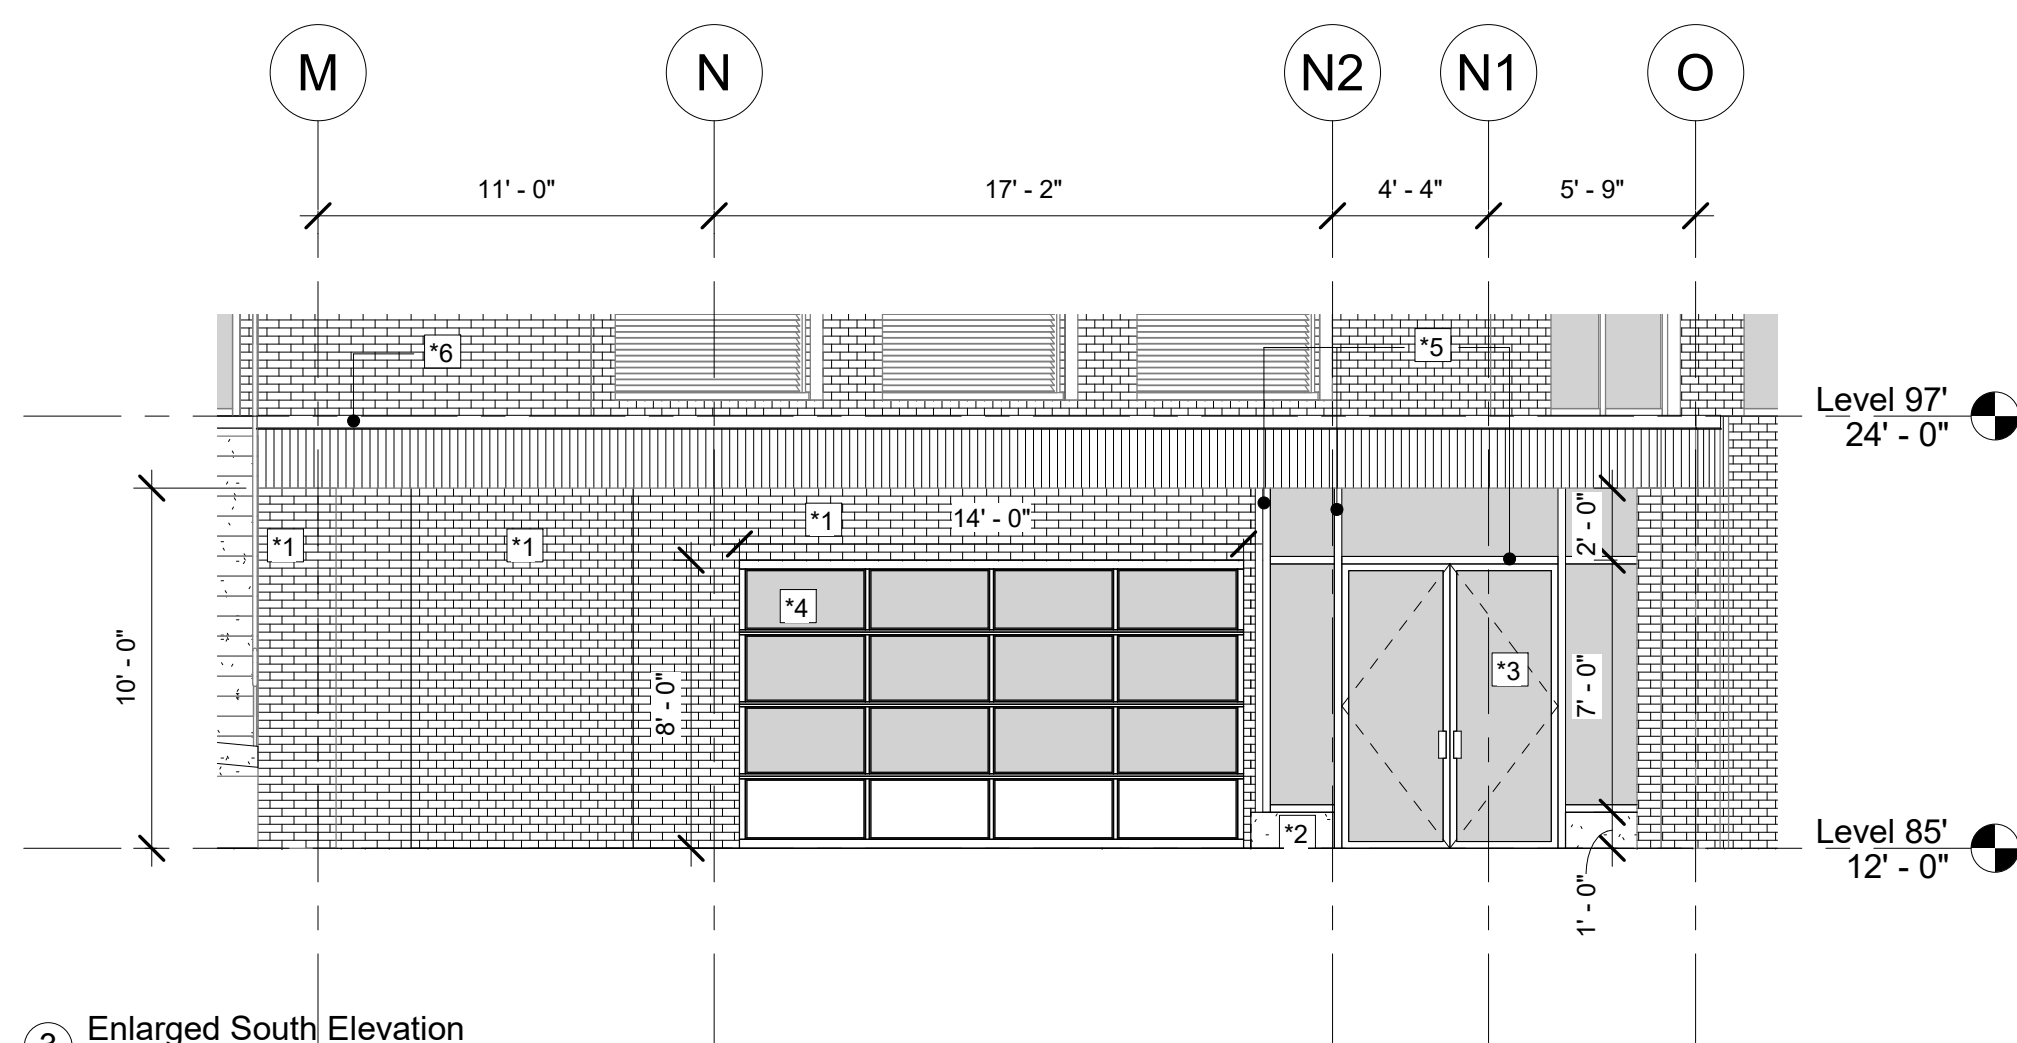 M N N2 N1 O
11' - 0" 17' - 2" 4' - 4" 5' - 9"
*6 *5
Level 97'
24' - 0"
*1 *1 *1 14' - 0" 2' - 0"
*4
10' - 0" 8' - 0" *3 7' - 0"
*2
Level 85'
12' - 0"
1' - 0"
3 Enlarged South Elevation